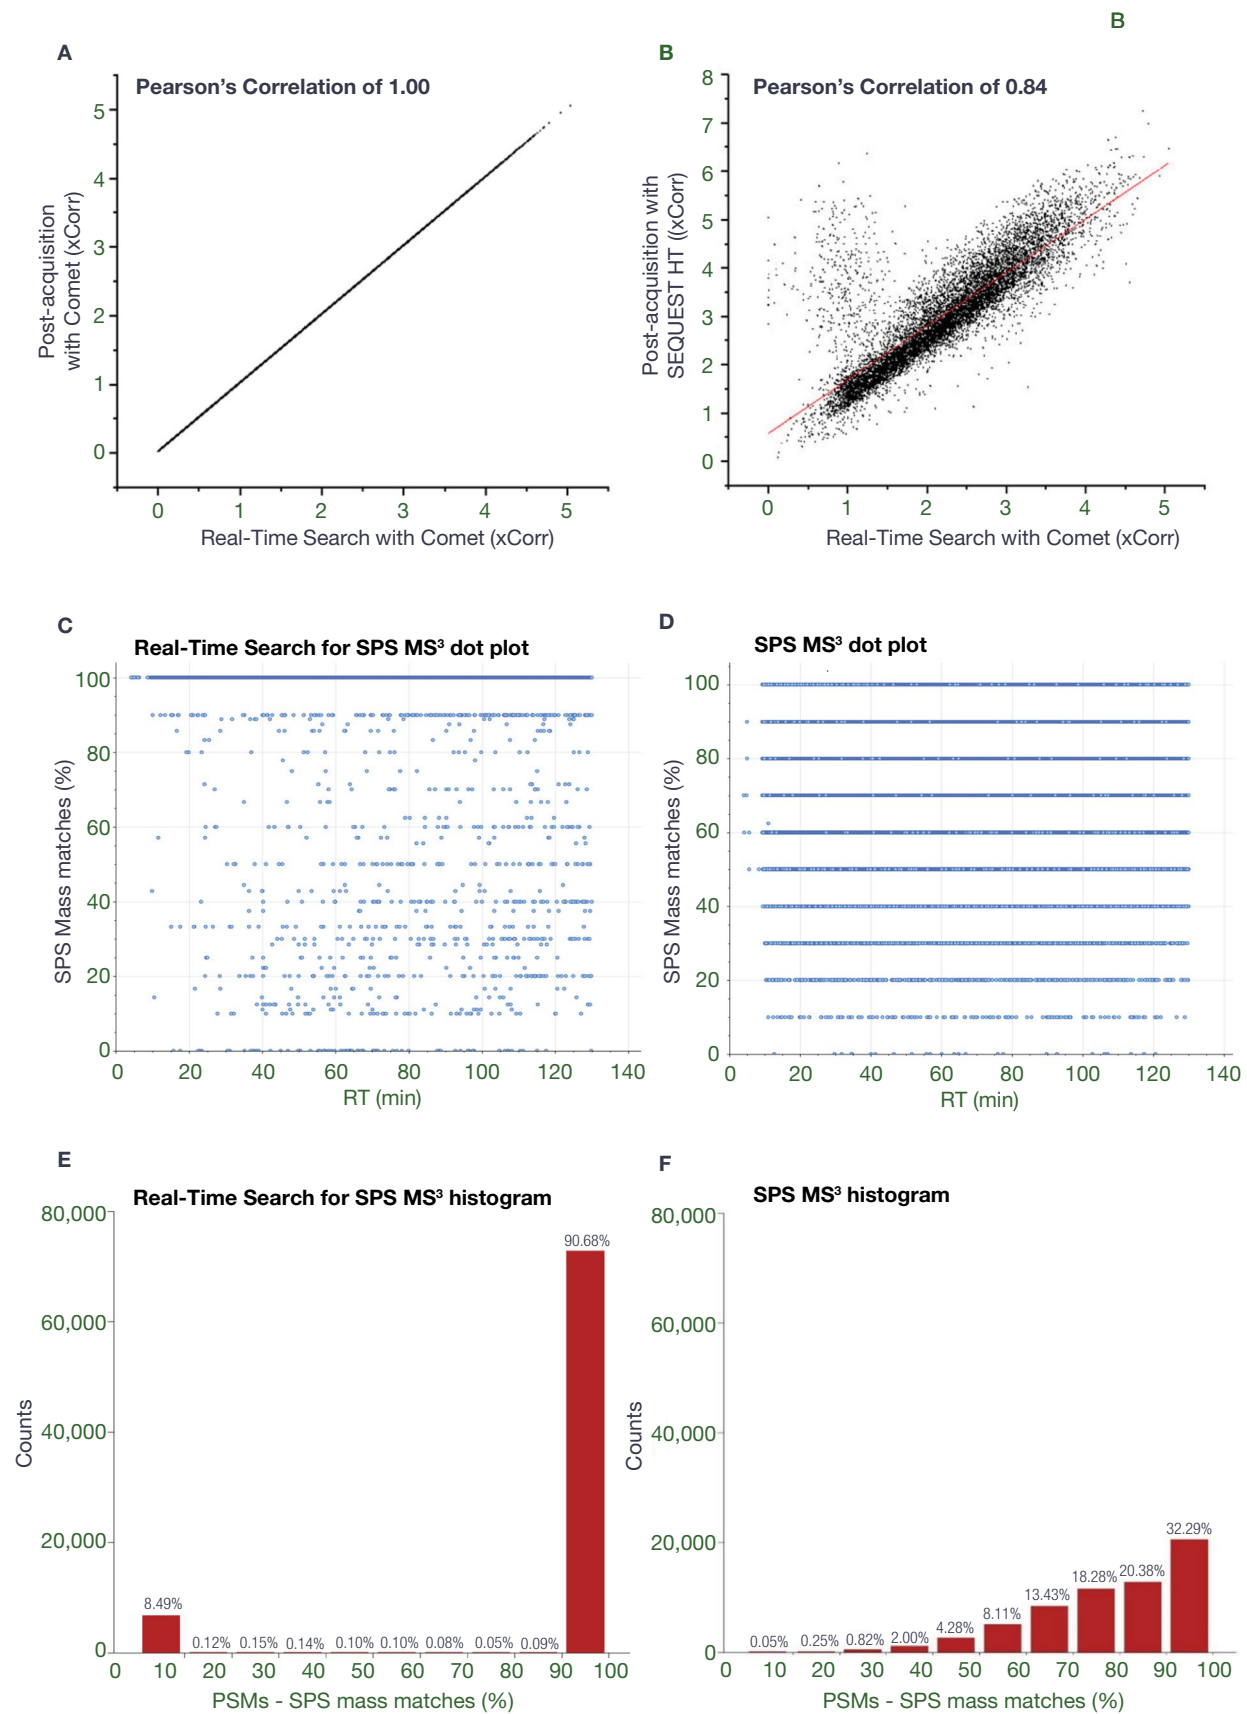 B
A
Pearson's Correlation of 1.00
Post-acquisition
with Comet (xCorr)
5
4
3
2
1
0
0 1 2 3 4 5
Real-Time Search with Comet (xCorr)
B
Pearson's Correlation of 0.84
Post-acquisition with
SEQUEST HT ((xCorr)
8
7
6
5
4
3
2
1
0
0 1 2 3 4 5
Real-Time Search with Comet (xCorr)
C
Real-Time Search for SPS MS³ dot plot
SPS Mass matches (%)
100
80
60
40
20
0
0 20 40 60 80 100 120 140
RT (min)
D
SPS MS³ dot plot
SPS Mass matches (%)
100
80
60
40
20
0
0 20 40 60 80 100 120 140
RT (min)
E
Real-Time Search for SPS MS³ histogram
Counts
80,000
60,000
40,000
20,000
0
8.49% 0.12% 0.15% 0.14% 0.10% 0.10% 0.08% 0.05% 0.09% 90.68%
0 10 20 30 40 50 60 70 80 90 100
PSMs - SPS mass matches (%)
F
SPS MS³ histogram
Counts
80,000
60,000
40,000
20,000
0
0.05% 0.25% 0.82% 2.00% 4.28% 8.11% 13.43% 18.28% 20.38% 32.29%
0 10 20 30 40 50 60 70 80 90 100
PSMs - SPS mass matches (%)